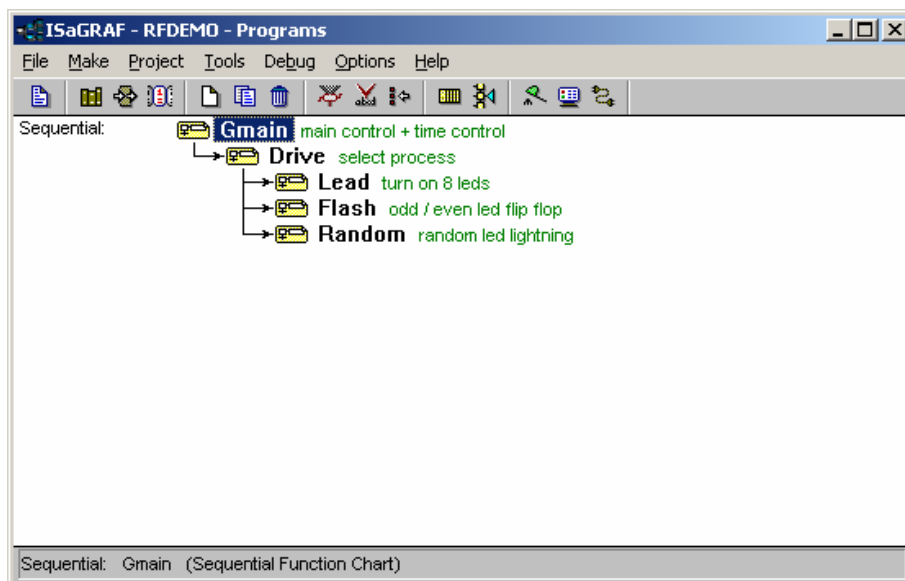 ISaGRAF - RFDEMO - Programs
File Make Project Tools Debug Options Help
Sequential: Gmain main control + time control
Drive select process
Lead turn on 8 leds
Flash odd / even led flip flop
Random random led lightning
Sequential: Gmain (Sequential Function Chart)